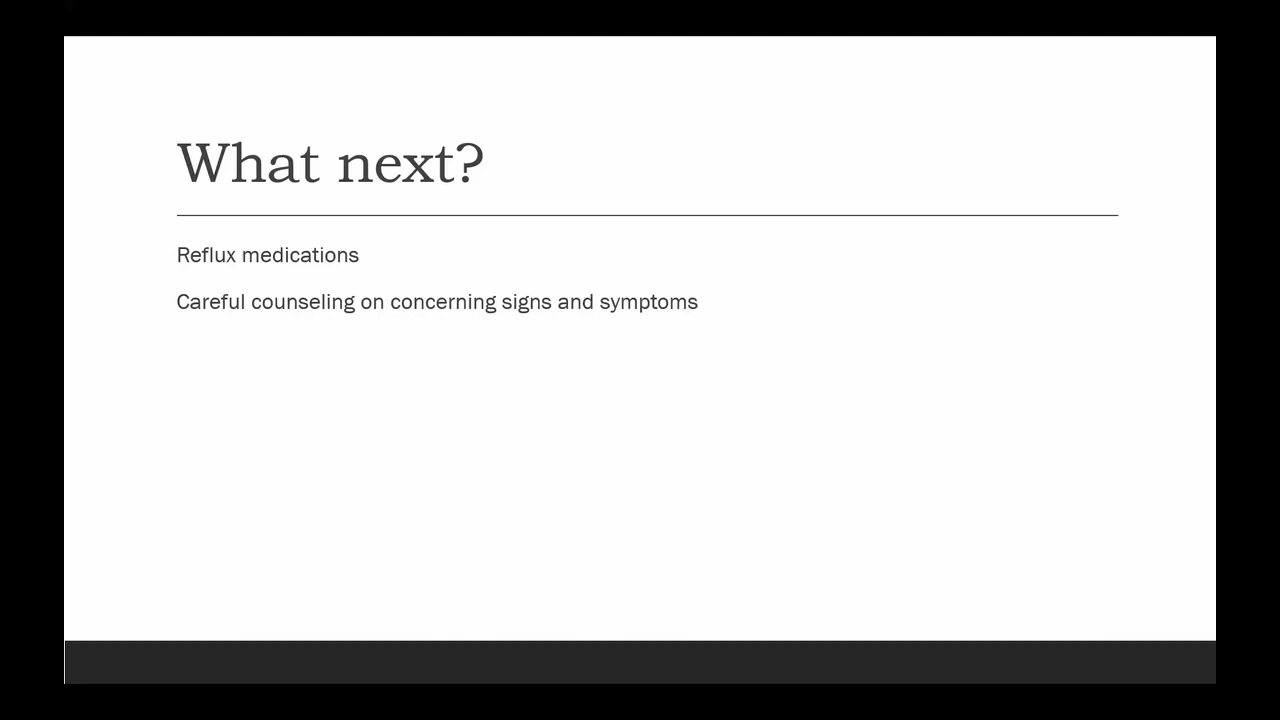 What next?
Reflux medications
Careful counseling on concerning signs and symptoms